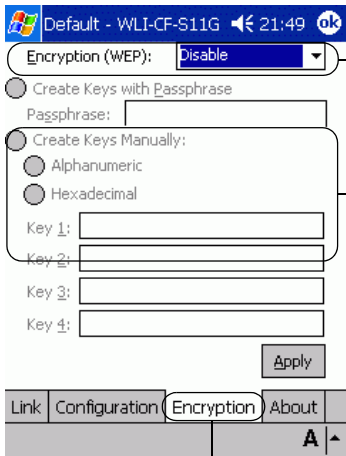 Default - WLI-CF-S11G 21:49 ok
Encryption (WEP): Disable
Create Keys with Passphrase
Passphrase:
Create Keys Manually:
Alphanumeric
Hexadecimal
Key 1:
Key 2:
Key 3:
Key 4:
Apply
Link Configuration Encryption About
A